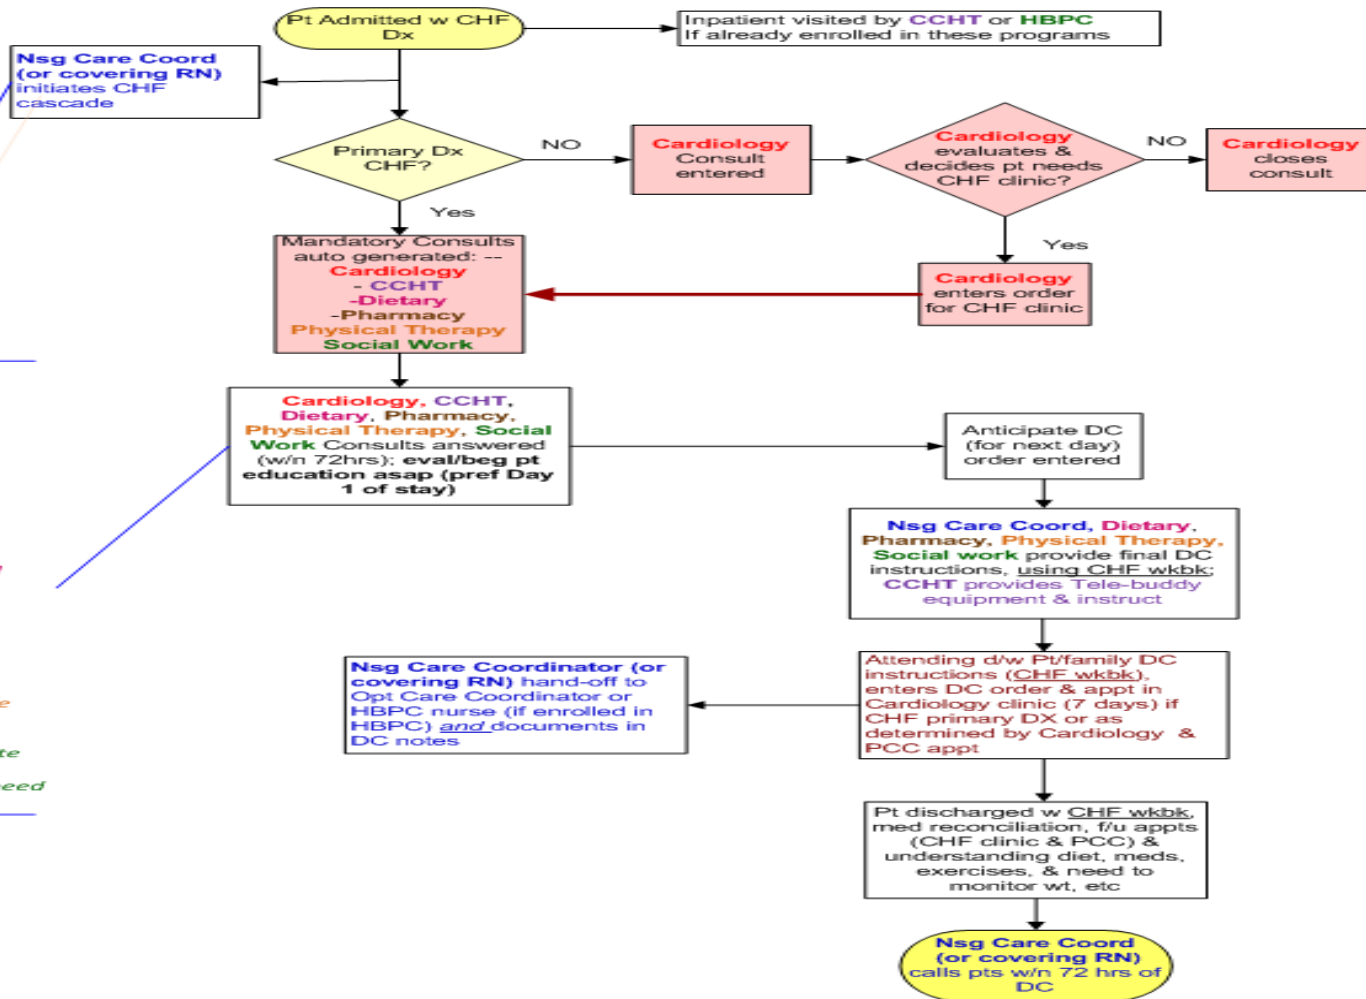 Pt Admitted w CHF
Dx
Inpatient visited by CCHT or HBPC
If already enrolled in these programs
Nsg Care Coord
(or covering RN)
initiates CHF
cascade
Primary Dx
CHF?
NO
Cardiology
Consult
entered
Cardiology
evaluates &
decides pt needs
CHF clinic?
NO
Cardiology
closes
consult
Yes
Yes
Mandatory Consults
auto generated: --
Cardiology
- CCHT
-Dietary
-Pharmacy
Physical Therapy
Social Work
Cardiology
enters order
for CHF clinic
Cardiology, CCHT,
Dietary, Pharmacy,
Physical Therapy, Social
Work Consults answered
(w/n 72hrs); eval/beg pt
education asap (pref Day
1 of stay)
Anticipate DC
(for next day)
order entered
Nsg Care Coord, Dietary,
Pharmacy, Physical Therapy,
Social work provide final DC
instructions, using CHF wkbk;
CCHT provides Tele-buddy
equipment & instruct
Nsg Care Coordinator (or
covering RN) hand-off to
Opt Care Coordinator or
HBPC nurse (if enrolled in
HBPC) and documents in
DC notes
Attending d/w Pt/family DC
instructions (CHF wkbk),
enters DC order & appt in
Cardiology clinic (7 days) if
CHF primary DX or as
determined by Cardiology &
PCC appt
Pt discharged w CHF wkbk,
med reconciliation, f/u appts
(CHF clinic & PCC) &
understanding diet, meds,
exercises, & need to
monitor wt, etc
Nsg Care Coord
(or covering RN)
calls pts w/n 72 hrs of
DC